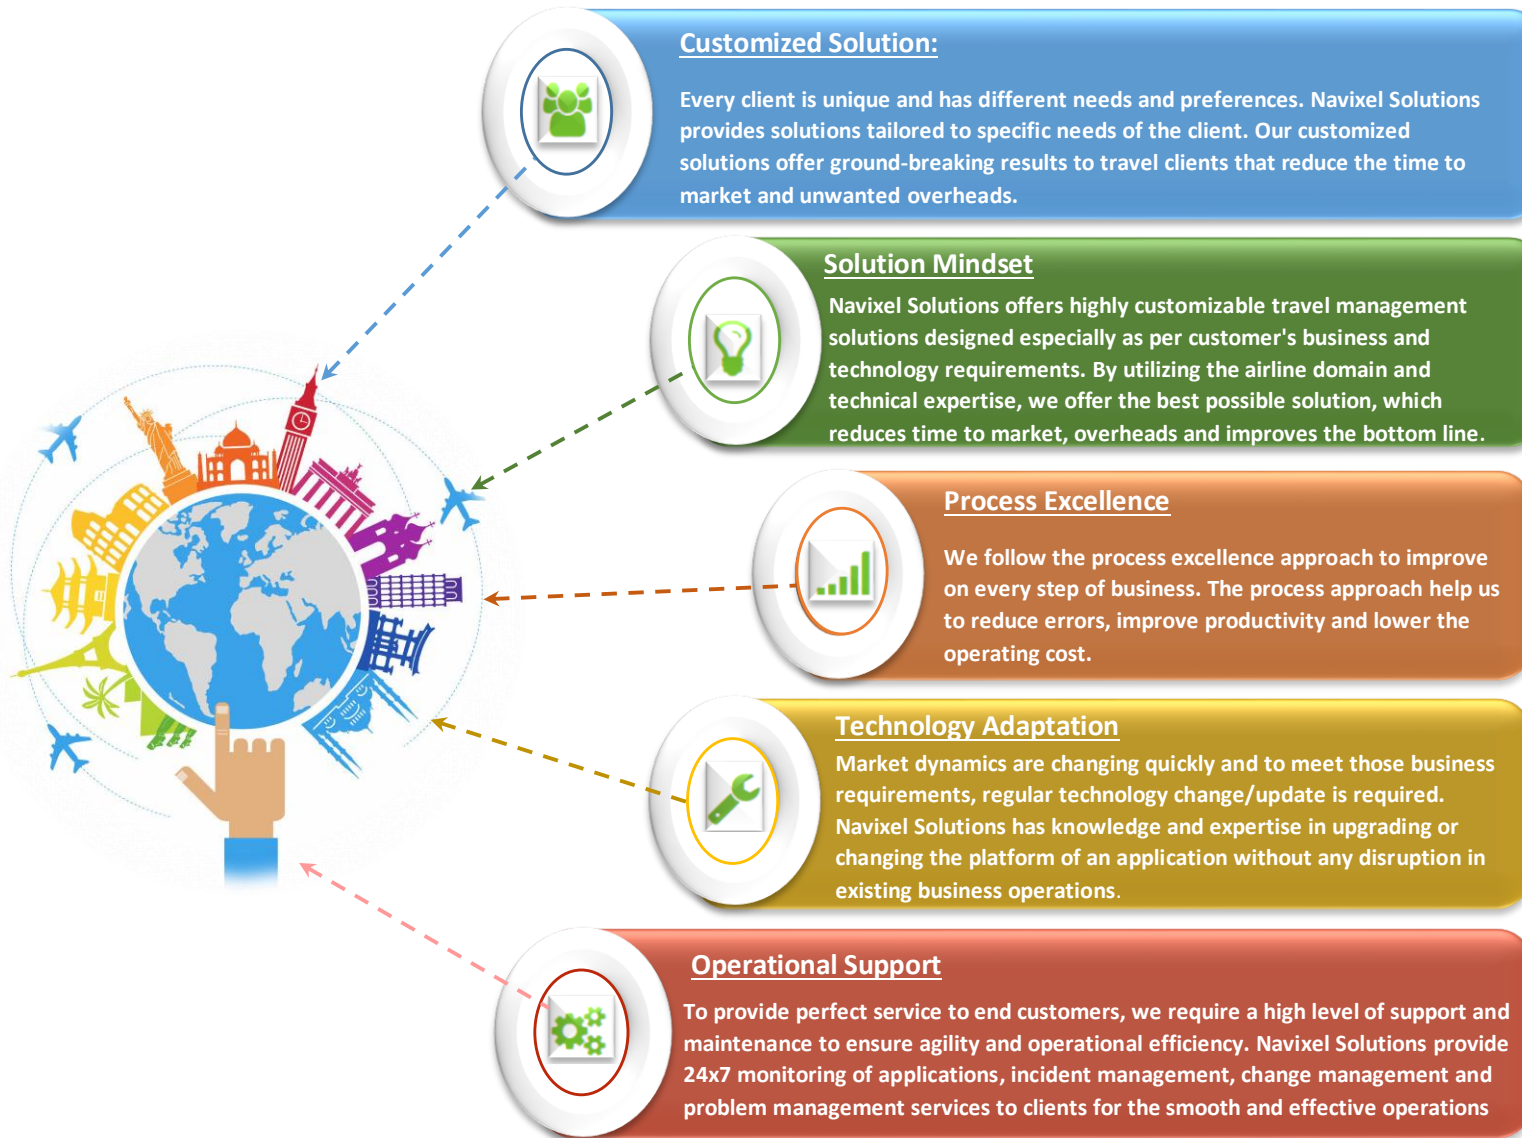 Customized Solution:
Every client is unique and has different needs and preferences. Navixel Solutions
provides solutions tailored to specific needs of the client. Our customized
solutions offer ground-breaking results to travel clients that reduce the time to
market and unwanted overheads.
Solution Mindset
Navixel Solutions offers highly customizable travel management
solutions designed especially as per customer's business and
technology requirements. By utilizing the airline domain and
technical expertise, we offer the best possible solution, which
reduces time to market, overheads and improves the bottom line.
Process Excellence
We follow the process excellence approach to improve
on every step of business. The process approach help us
to reduce errors, improve productivity and lower the
operating cost.
Technology Adaptation
Market dynamics are changing quickly and to meet those business
requirements, regular technology change/update is required.
Navixel Solutions has knowledge and expertise in upgrading or
changing the platform of an application without any disruption in
existing business operations.
Operational Support
To provide perfect service to end customers, we require a high level of support and
maintenance to ensure agility and operational efficiency. Navixel Solutions provide
24x7 monitoring of applications, incident management, change management and
problem management services to clients for the smooth and effective operations